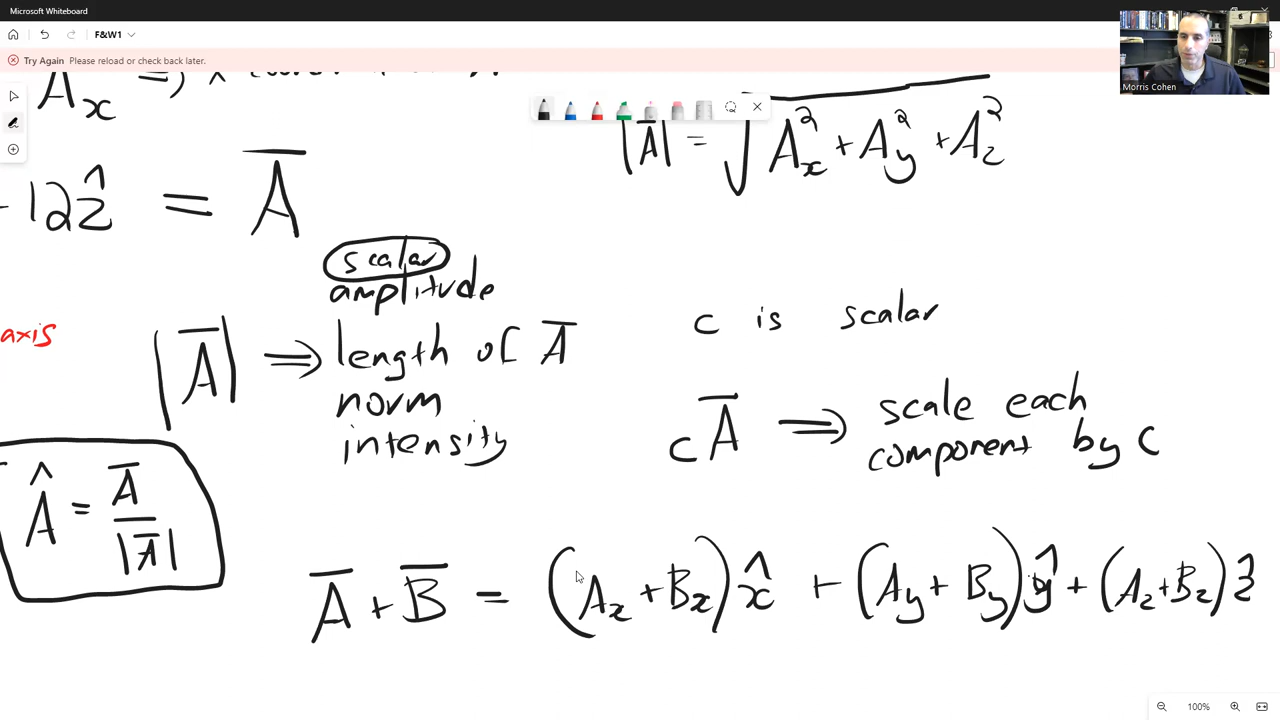 Microsoft Whiteboard
F&W1
Try Again Please reload or check back later.
Morris Cohen
A_x ⇒
|A̅| = √(A_x² + A_y² + A_z²)
12ẑ = A̅
scalar
amplitude
axis
|A̅| ⇒ length of A̅
norm
intensity
c is scalar
cA̅ ⇒ scale each
component by c
Â = A̅ / |A̅|
A̅ + B̅ = (A_x + B_x)x̂ + (A_y + B_y)ŷ + (A_z + B_z)ẑ
100%